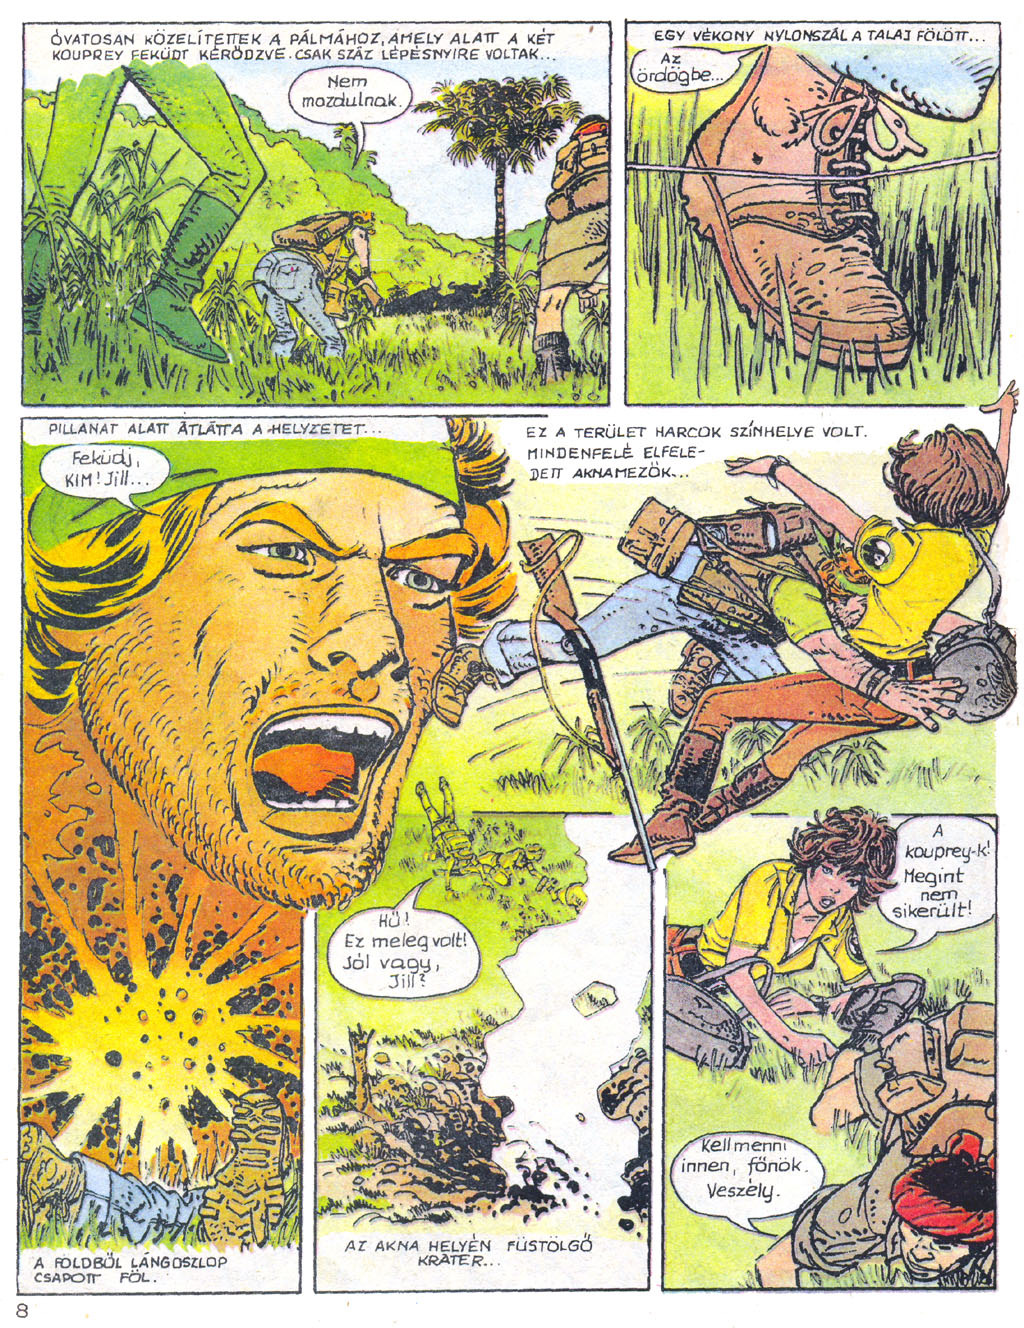 ÓVATOSAN KÖZELÍTETTEK A PÁLMÁHOZ, AMELY ALATT A KÉT
KOUPREY FEKÜDT KÉRŐDZVE. CSAK SZÁZ LÉPÉSNYIRE VOLTAK...
Nem
mozdulnak.
EGY VÉKONY NYLONSZÁL A TALAJ FÖLÖTT...
Az
ördögbe...
PILLANAT ALATT ÁTLÁTTA A HELYZETET...
Feküdj,
KIM! Jill...
EZ A TERÜLET HARCOK SZÍNHELYE VOLT.
MINDENFELÉ ELFELE-
DETT AKNAMEZŐK...
A FÖLDBŐL LÁNGOSZLOP
CSAPOTT FÖL.
Hű!
Ez meleg volt!
Jól vagy,
Jill?
AZ AKNA HELYÉN FÜSTÖLGŐ
KRÁTER...
A
kouprey-k!
Megint
nem
sikerült!
Kell menni
innen, főnök.
Veszély.
8